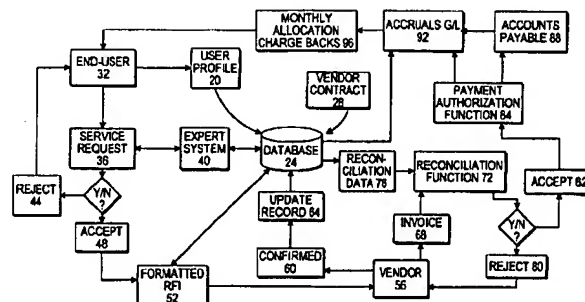 MONTHLY
ALLOCATION
CHARGE BACKS 96
ACCRUALS G/L
92
ACCOUNTS
PAYABLE 88
END-USER
32
USER
PROFILE
20
VENDOR
CONTRACT
28
PAYMENT
AUTHORIZATION
FUNCTION 84
SERVICE
REQUEST
36
EXPERT
SYSTEM
40
DATABASE
24
RECON-
CILIATION
DATA 76
RECONCILIATION
FUNCTION 72
REJECT
44
Y/N
?
ACCEPT 82
UPDATE
RECORD 64
INVOICE
68
Y/N
?
ACCEPT
48
CONFIRMED
60
VENDOR
56
REJECT 80
FORMATTED
RFI
52